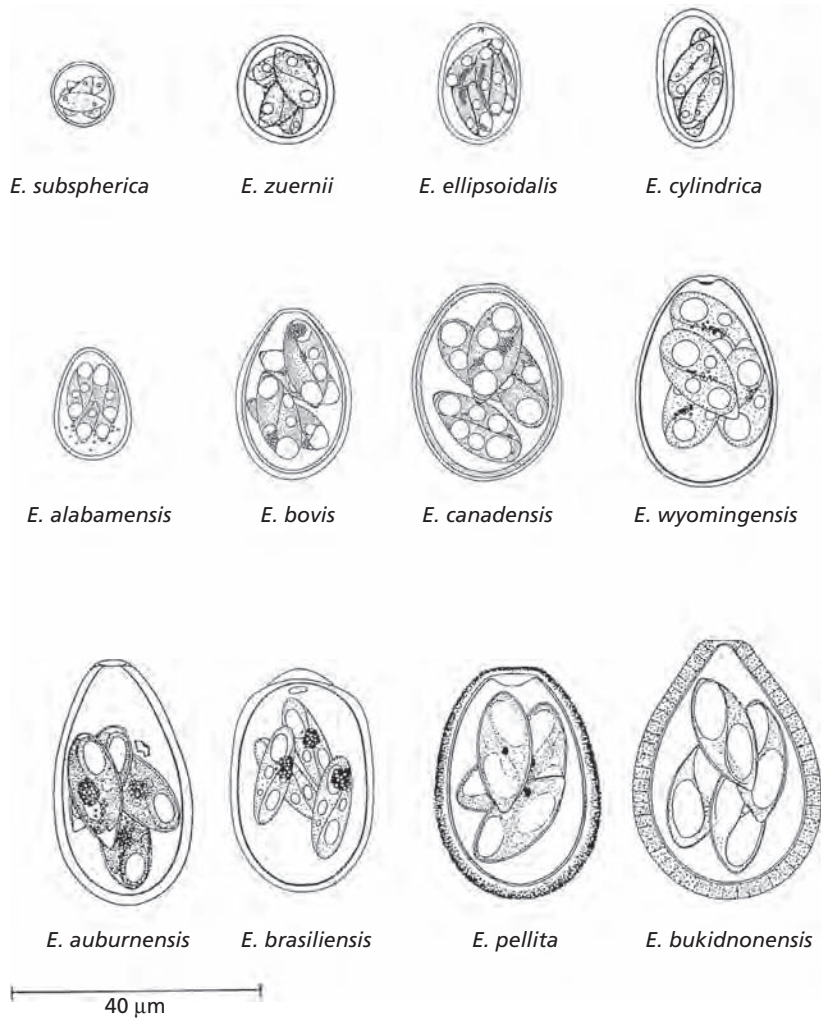 E. subspherica E. zuernii E. ellipsoidalis E. cylindrica
E. alabamensis E. bovis E. canadensis E. wyomingensis
E. auburnensis E. brasiliensis E. pellita E. bukidnonensis
40 μm